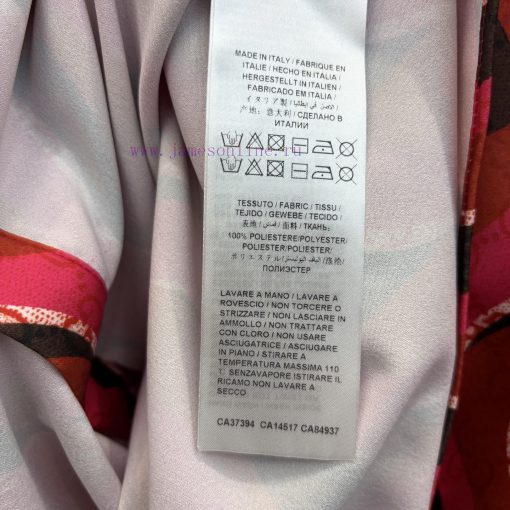 MADE IN ITALY / FABRIQUE EN
ITALIE / HECHO EN ITALIA /
HERGESTELLT IN ITALIEN /
FABRICADO EM ITALIA /
イタリア製 / الاصل في ايطاليا /
产地：意大利 / СДЕЛАНО В
ИТАЛИИ
www.jamesonline.ru
TESSUTO / FABRIC / TISSU /
TEJIDO / GEWEBE / TECIDO /
表地 / قماش / 面料 / ТКАНЬ:
100% POLIESTERE/POLYESTER/
POLIESTER/POLIESTER/
ポリエステル/الياف البوليستر/涤纶/
ПОЛИЭСТЕР
LAVARE A MANO / LAVARE A
ROVESCIO / NON TORCERE O
STRIZZARE / NON LASCIARE IN
AMMOLLO / NON TRATTARE
CON CLORO / NON USARE
ASCIUGATRICE / ASCIUGARE
IN PIANO / STIRARE A
TEMPERATURA MASSIMA 110
℃ SENZAVAPORE ISTIRARE IL
RICAMO NON LAVARE A
SECCO
CA37394 CA14517 CA84937